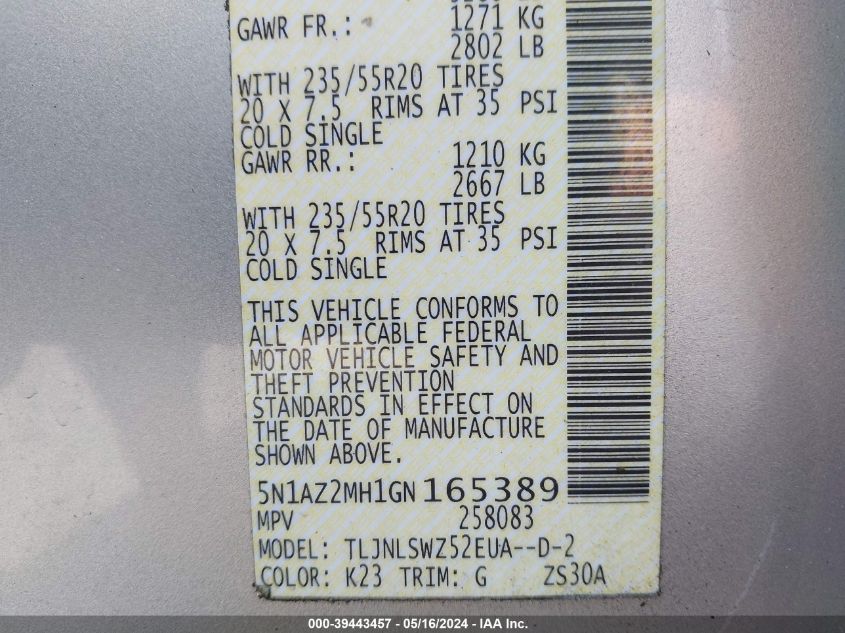 GAWR FR.: 1271 KG
2802 LB
WITH 235/55R20 TIRES
20 X 7.5 RIMS AT 35 PSI
COLD SINGLE
GAWR RR.: 1210 KG
2667 LB
WITH 235/55R20 TIRES
20 X 7.5 RIMS AT 35 PSI
COLD SINGLE
THIS VEHICLE CONFORMS TO
ALL APPLICABLE FEDERAL
MOTOR VEHICLE SAFETY AND
THEFT PREVENTION
STANDARDS IN EFFECT ON
THE DATE OF MANUFACTURE
SHOWN ABOVE.
5N1AZ2MH1GN165389
MPV 258083
MODEL: TLJNLSWZ52EUA--D-2
COLOR: K23 TRIM: G ZS30A
000-39443457 - 05/16/2024 - IAA Inc.